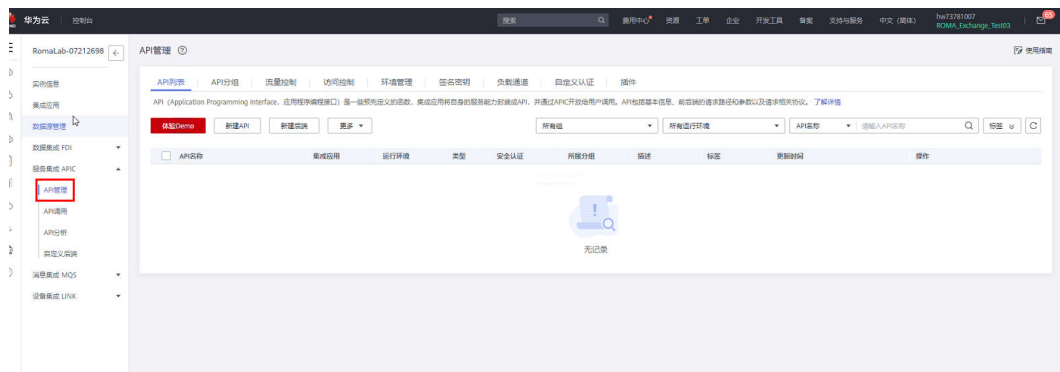 华为云 控制台 搜索 费用中心 资源 工单 企业 开发工具 备案 支持与服务 中文 (简体) hw73781007 65
ROMA_Exchange_Test03
RomaLab-07212698
API管理
使用指南
实例信息
集成应用
数据源管理
数据集成 FDI
服务集成 APIC
API管理
API调用
API分析
自定义后端
消息集成 MQS
设备集成 LINK
API列表 API分组 流量控制 访问控制 环境管理 签名密钥 负载通道 自定义认证 插件
API（Application Programming Interface，应用程序编程接口）是一些预先定义的函数，集成应用将自身的服务能力封装成API，并通过APIC开放给用户调用。API包括基本信息、前后端的请求路径和参数以及请求相关协议。 了解详情
体验Demo 新建API 新建后端 更多 所有组 所有运行环境 API名称 请输入API名称 标签
API名称 集成应用 运行环境 类型 安全认证 所属分组 描述 标签 更新时间 操作
无记录